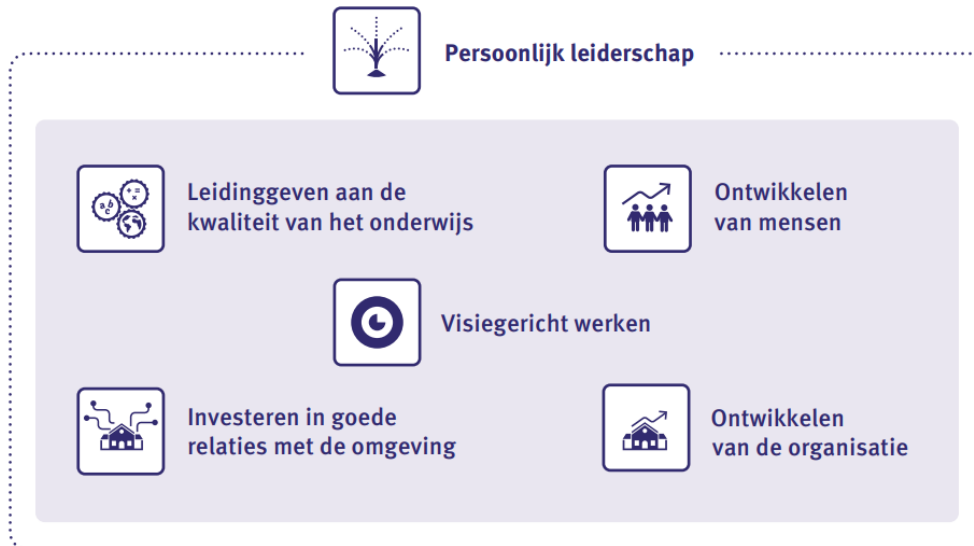 Persoonlijk leiderschap
Leidinggeven aan de
kwaliteit van het onderwijs
Ontwikkelen
van mensen
Visiegericht werken
Investeren in goede
relaties met de omgeving
Ontwikkelen
van de organisatie
a b
c
+ =
x